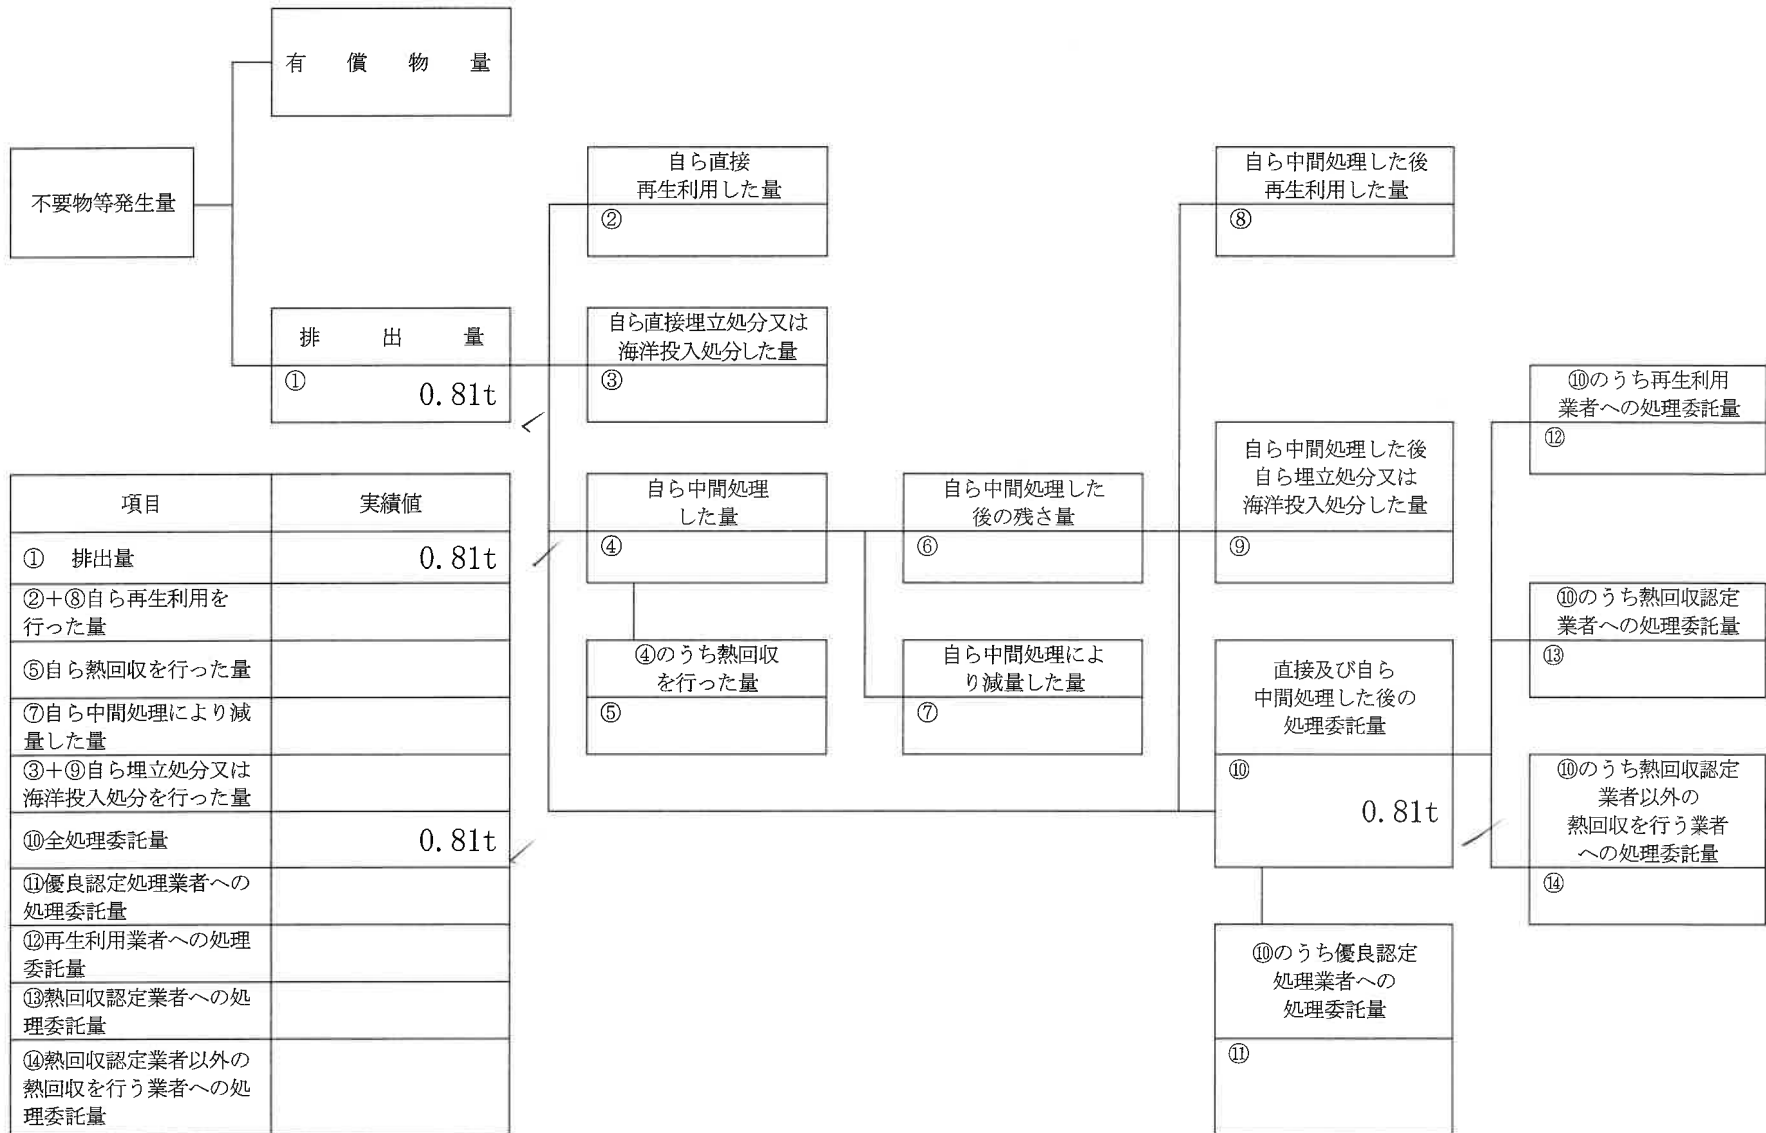 有償物量
不要物等発生量
排出量
①
0.81t
自ら直接
再生利用した量
②
自ら直接埋立処分又は
海洋投入処分した量
③
自ら中間処理
した量
④
④のうち熱回収
を行った量
⑤
自ら中間処理した
後の残さ量
⑥
自ら中間処理によ
り減量した量
⑦
自ら中間処理した後
再生利用した量
⑧
自ら中間処理した後
自ら埋立処分又は
海洋投入処分した量
⑨
直接及び自ら
中間処理した後の
処理委託量
⑩
0.81t
⑩のうち優良認定
処理業者への
処理委託量
⑪
⑩のうち再生利用
業者への処理委託量
⑫
⑩のうち熱回収認定
業者への処理委託量
⑬
⑩のうち熱回収認定
業者以外の
熱回収を行う業者
への処理委託量
⑭
項目 実績値
① 排出量 0.81t
②+⑧自ら再生利用を
行った量
⑤自ら熱回収を行った量
⑦自ら中間処理により減
量した量
③+⑨自ら埋立処分又は
海洋投入処分を行った量
⑩全処理委託量 0.81t
⑪優良認定処理業者への
処理委託量
⑫再生利用業者への処理
委託量
⑬熱回収認定業者への処
理委託量
⑭熱回収認定業者以外の
熱回収を行う業者への処
理委託量